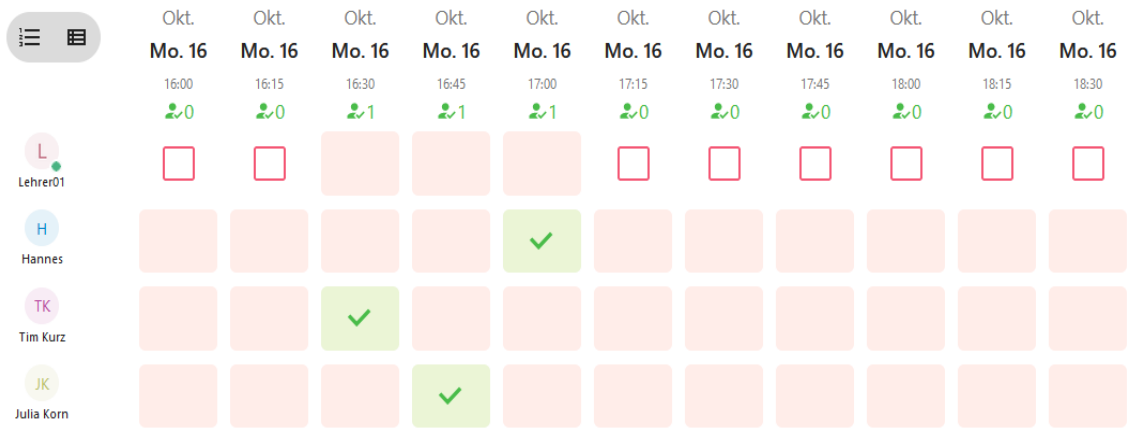 Okt. Okt. Okt. Okt. Okt. Okt. Okt. Okt. Okt. Okt. Okt.
Mo. 16 Mo. 16 Mo. 16 Mo. 16 Mo. 16 Mo. 16 Mo. 16 Mo. 16 Mo. 16 Mo. 16 Mo. 16
16:00 16:15 16:30 16:45 17:00 17:15 17:30 17:45 18:00 18:15 18:30
0 0 1 1 1 0 0 0 0 0 0
L
Lehrer01
H
Hannes
TK
Tim Kurz
JK
Julia Korn